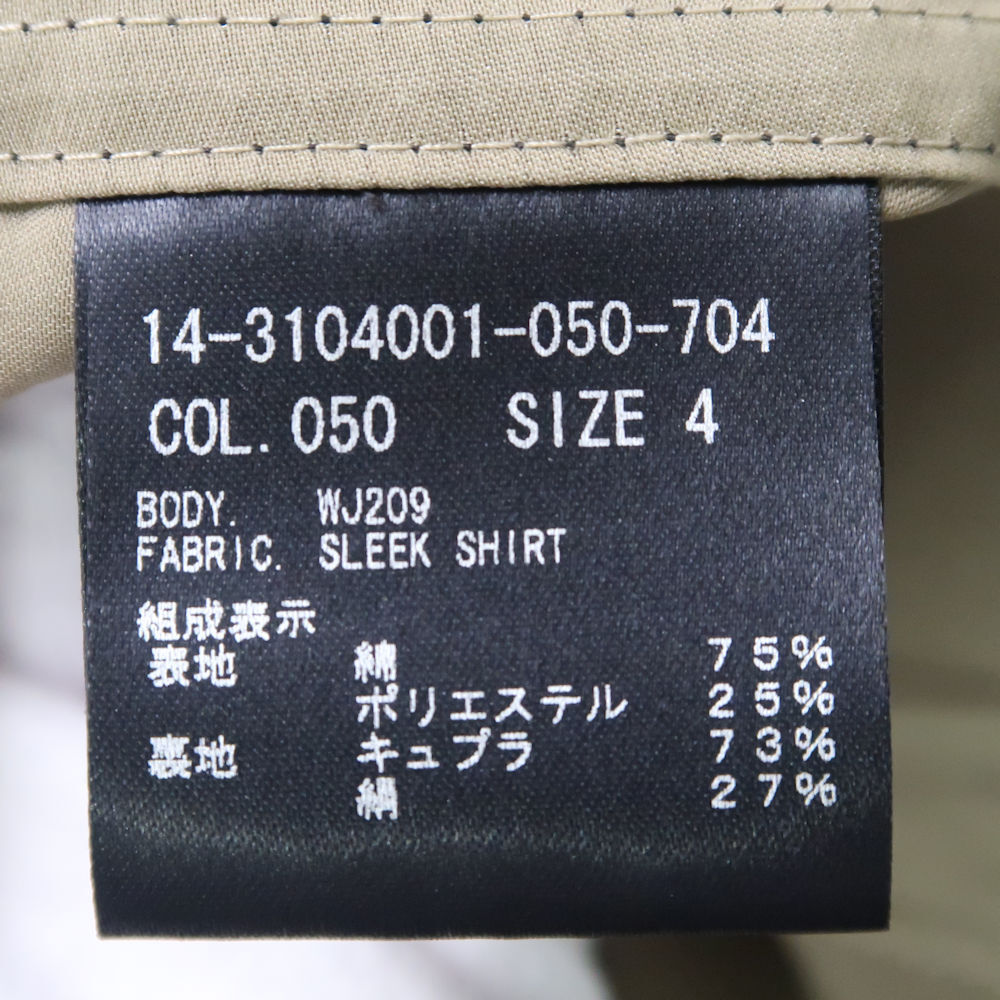 14-3104001-050-704
COL. 050 SIZE 4
BODY. WJ209
FABRIC. SLEEK SHIRT
組成表示
表地 綿 75%
ポリエステル 25%
裏地 キュプラ 73%
絹 27%